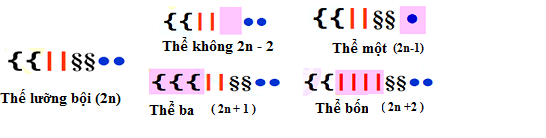 {{||§§●●
Thế lưỡng bội (2n)
{{|| ●●
Thể không 2n - 2
{{||§§ ●
Thể một (2n-1)
{{{||§§●●
Thể ba ( 2n + 1 )
{{||||§§●●
Thể bốn ( 2n +2 )